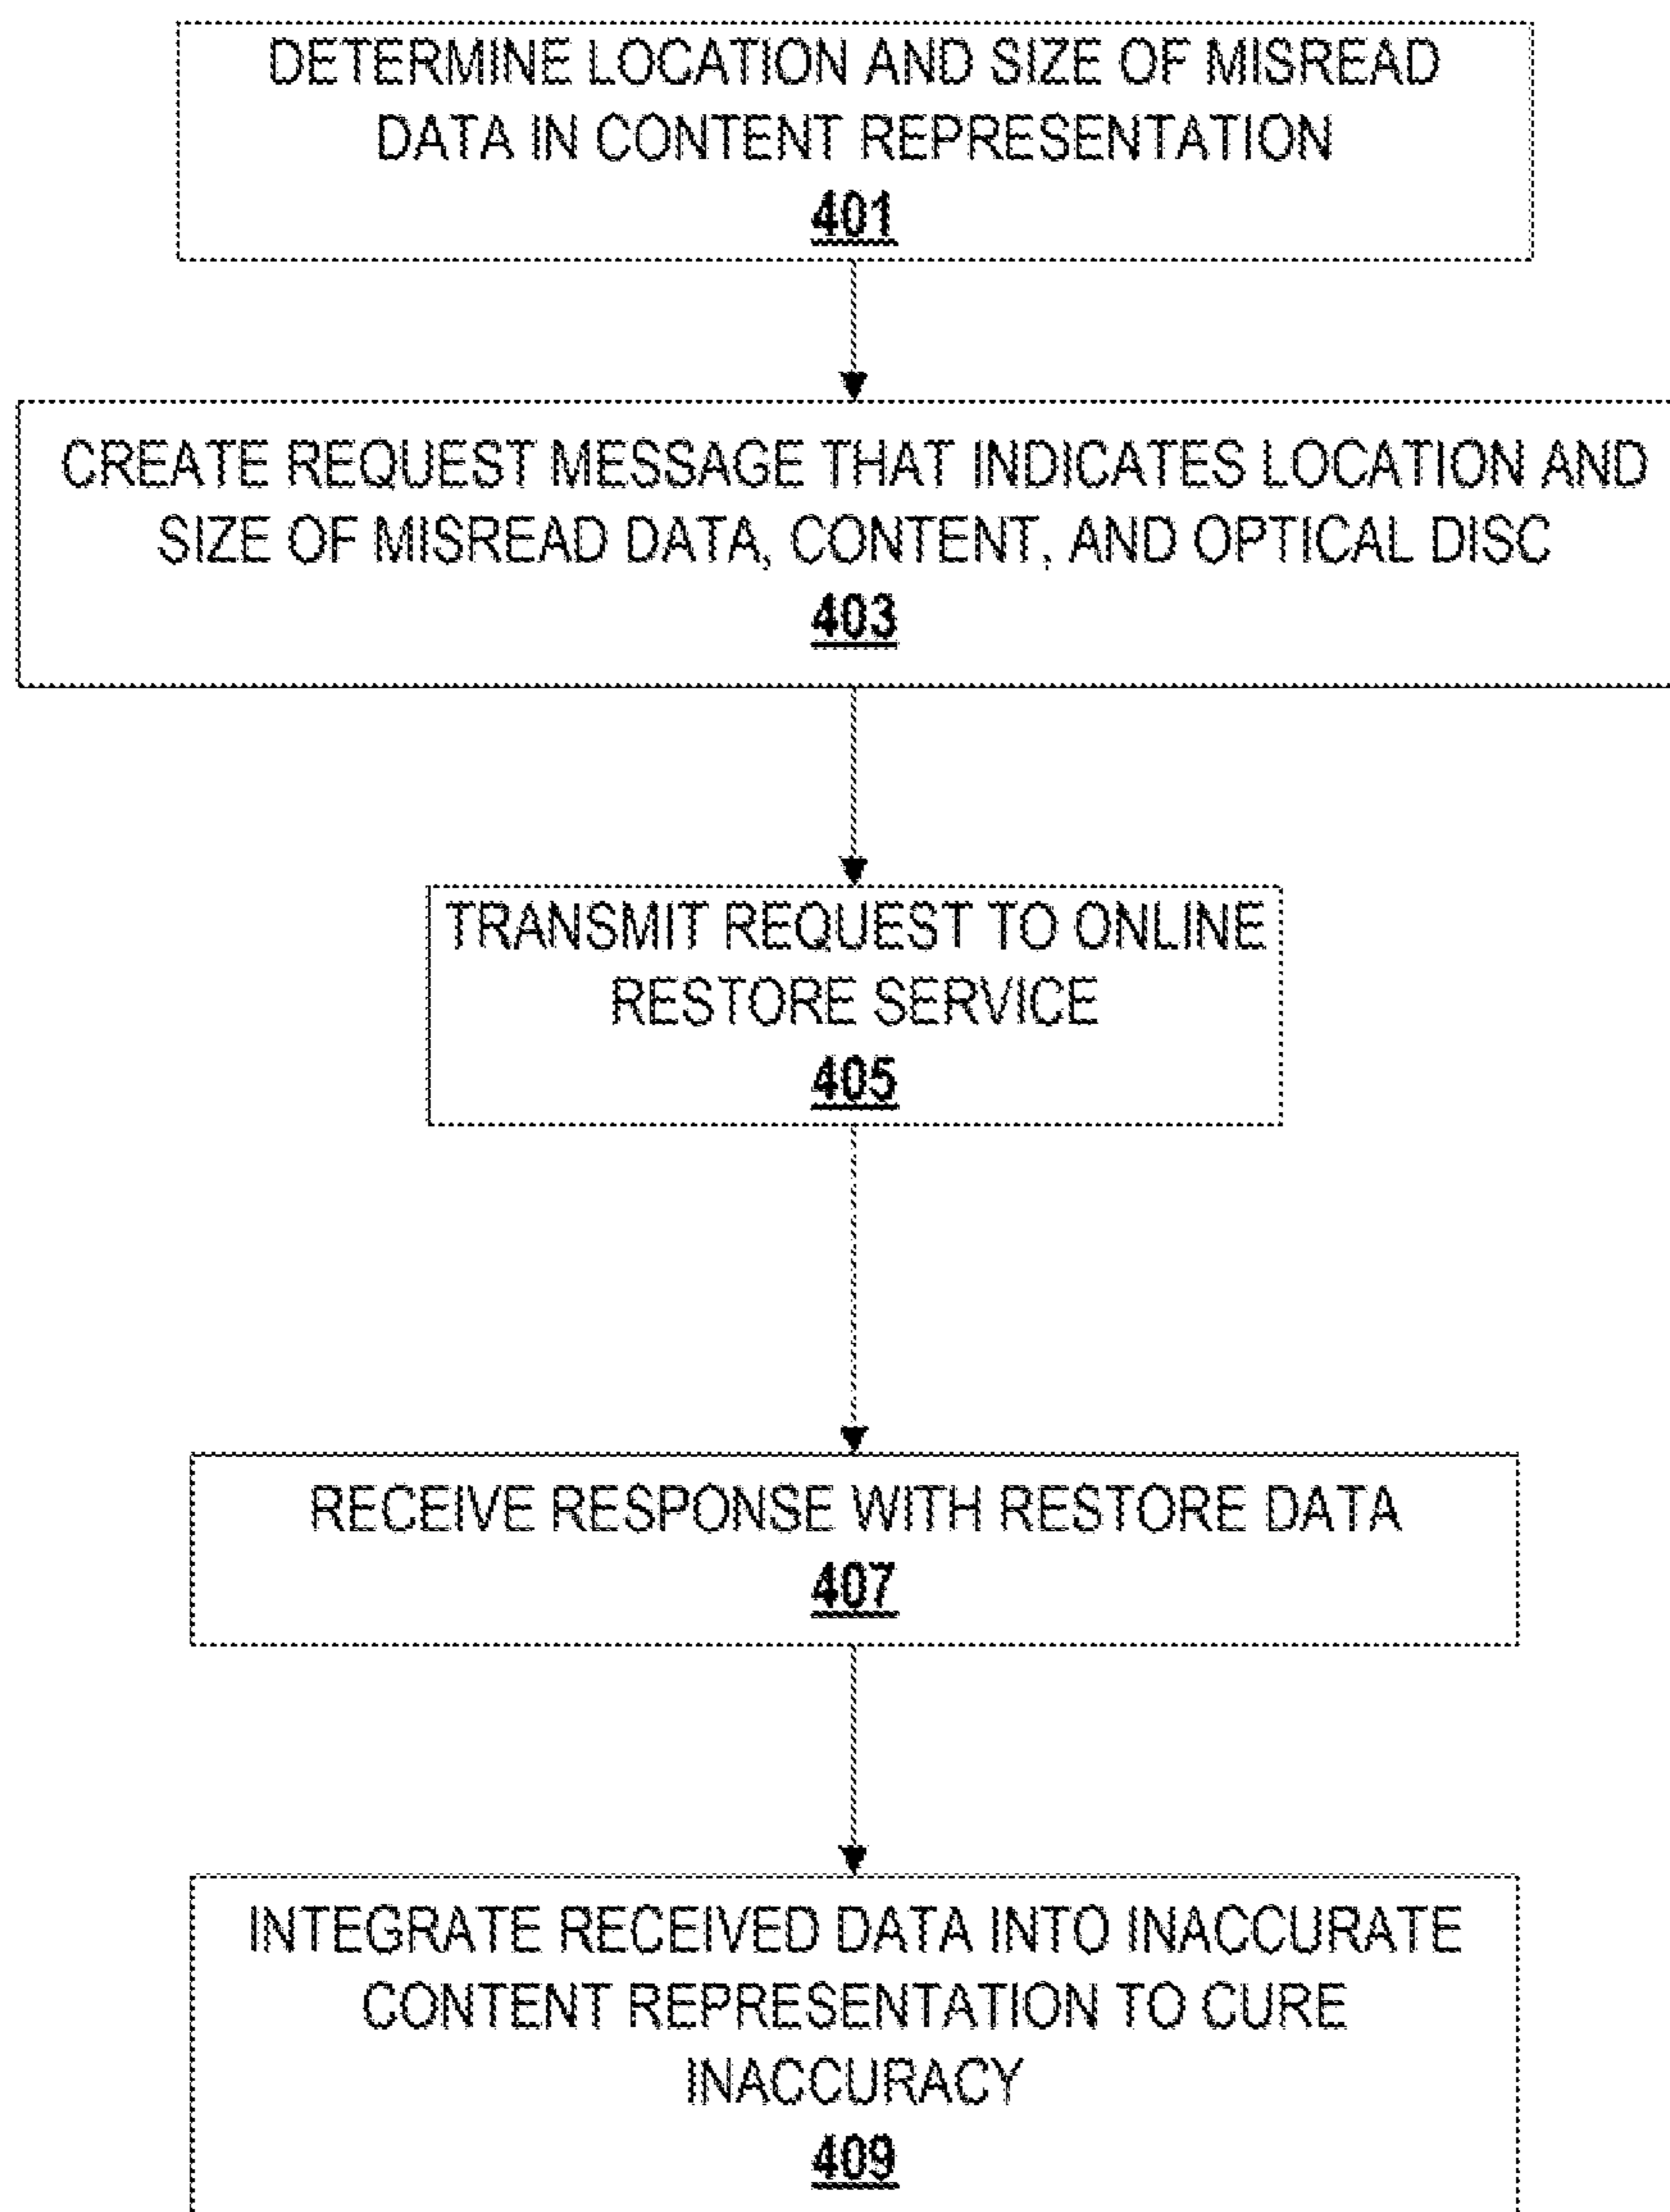 DETERMINE LOCATION AND SIZE OF MISREAD
DATA IN CONTENT REPRESENTATION
401
CREATE REQUEST MESSAGE THAT INDICATES LOCATION AND
SIZE OF MISREAD DATA, CONTENT, AND OPTICAL DISC
403
TRANSMIT REQUEST TO ONLINE
RESTORE SERVICE
405
RECEIVE RESPONSE WITH RESTORE DATA
407
INTEGRATE RECEIVED DATA INTO INACCURATE
CONTENT REPRESENTATION TO CURE
INACCURACY
409